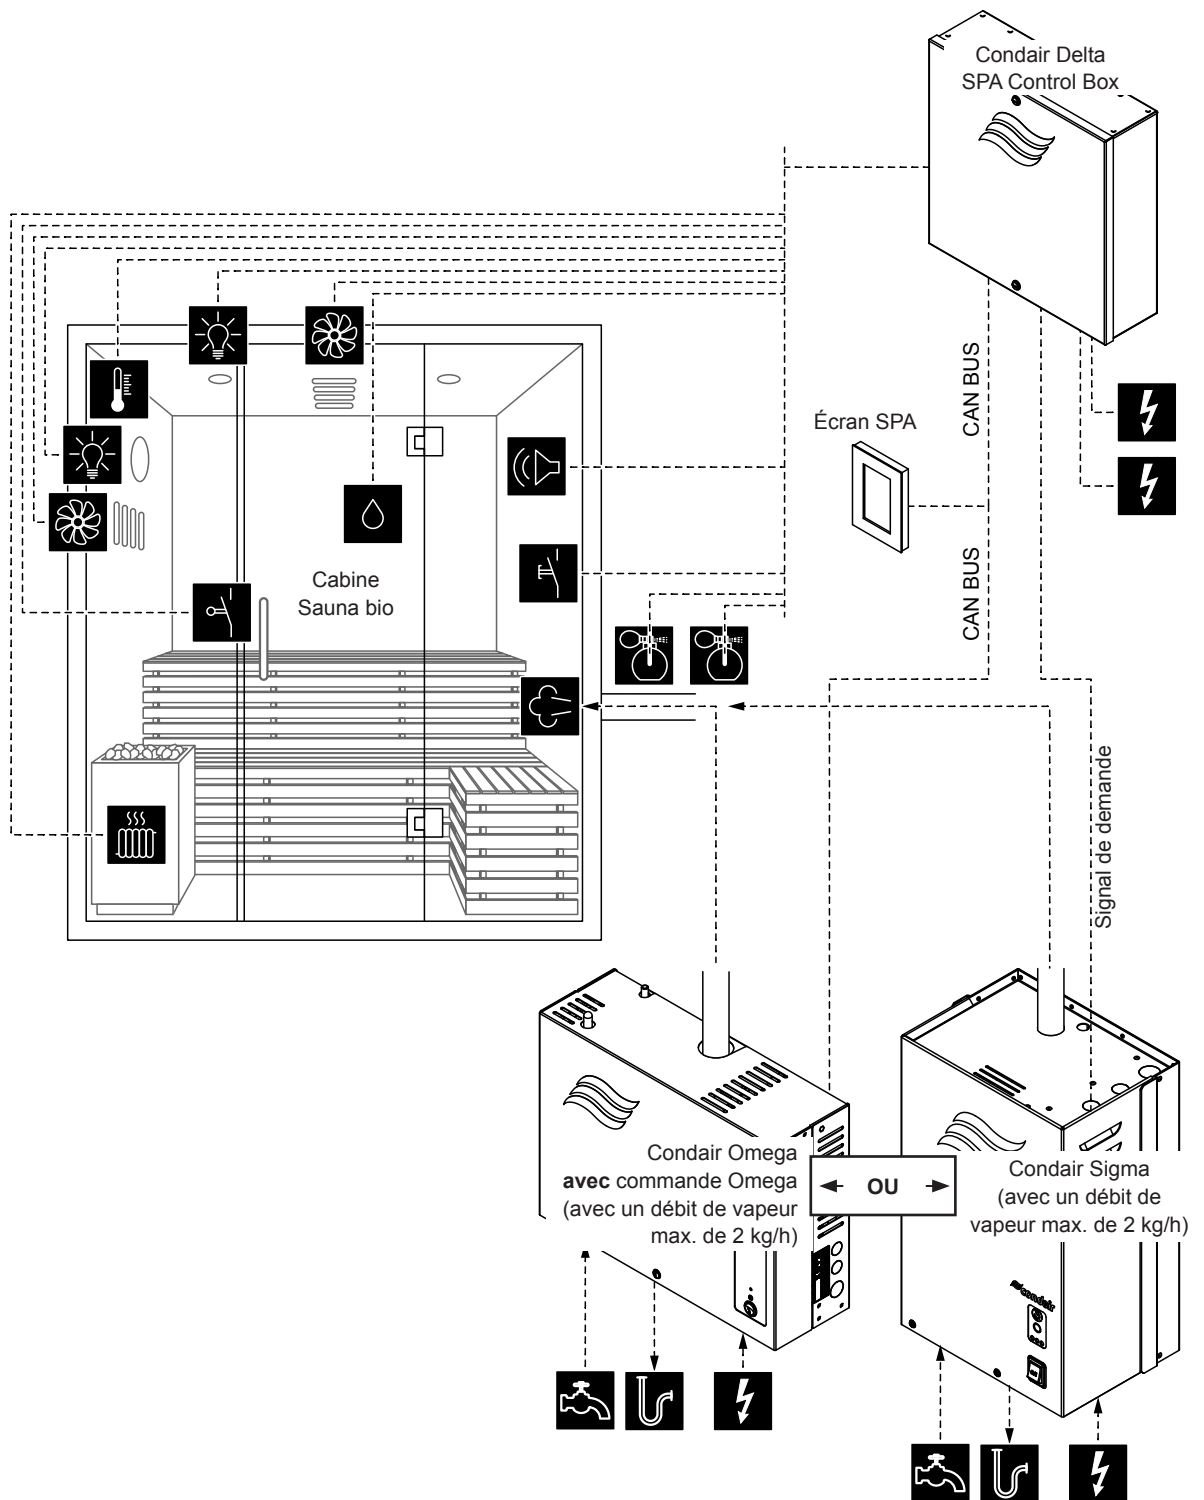 Condair Delta
SPA Control Box
CAN BUS
Écran SPA
CAN BUS
Cabine
Sauna bio
Signal de demande
Condair Omega
avec commande Omega
(avec un débit de vapeur
max. de 2 kg/h)
OU
Condair Sigma
(avec un débit de
vapeur max. de 2 kg/h)
condair